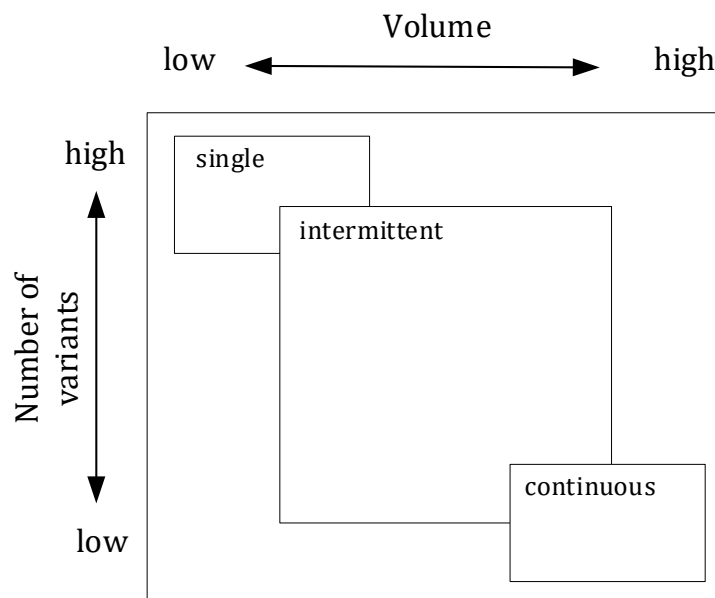 Volume
low
high
high
single
intermittent
Number of
variants
continuous
low